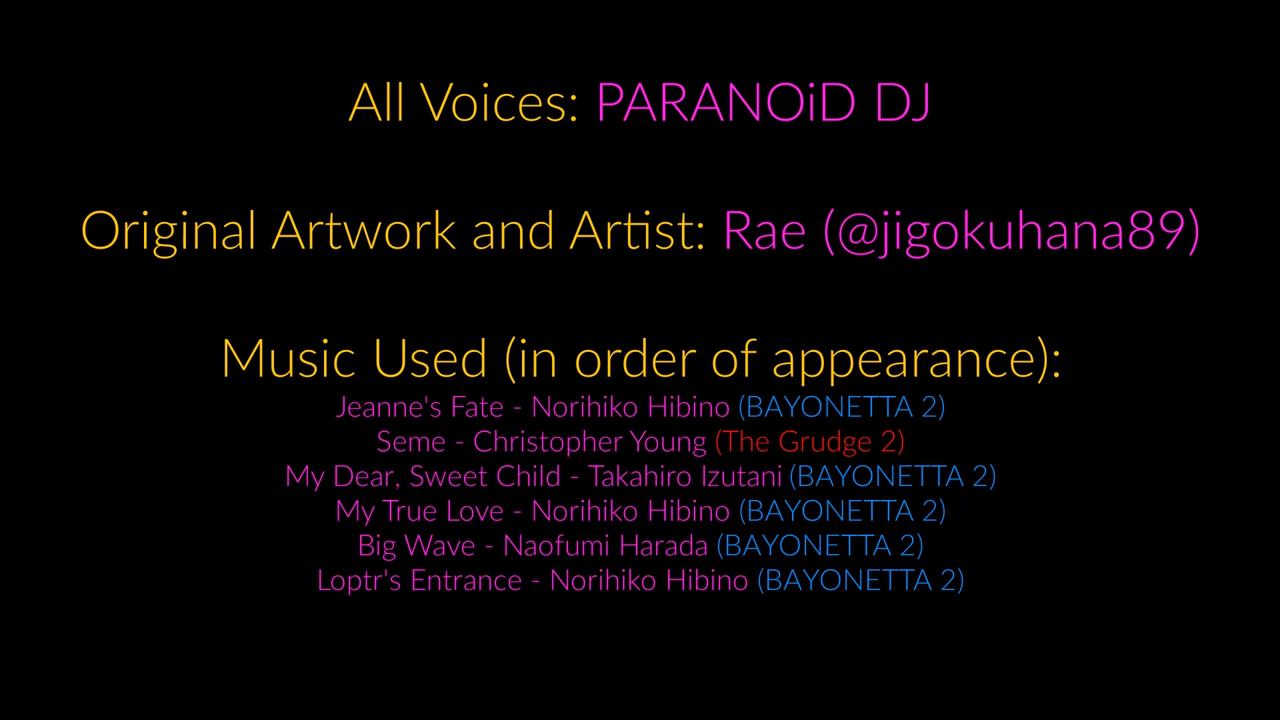 All Voices: PARANOiD DJ
Original Artwork and Artist: Rae (@jigokuhana89)
Music Used (in order of appearance):
Jeanne's Fate - Norihiko Hibino (BAYONETTA 2)
Seme - Christopher Young (The Grudge 2)
My Dear, Sweet Child - Takahiro Izutani (BAYONETTA 2)
My True Love - Norihiko Hibino (BAYONETTA 2)
Big Wave - Naofumi Harada (BAYONETTA 2)
Loptr's Entrance - Norihiko Hibino (BAYONETTA 2)